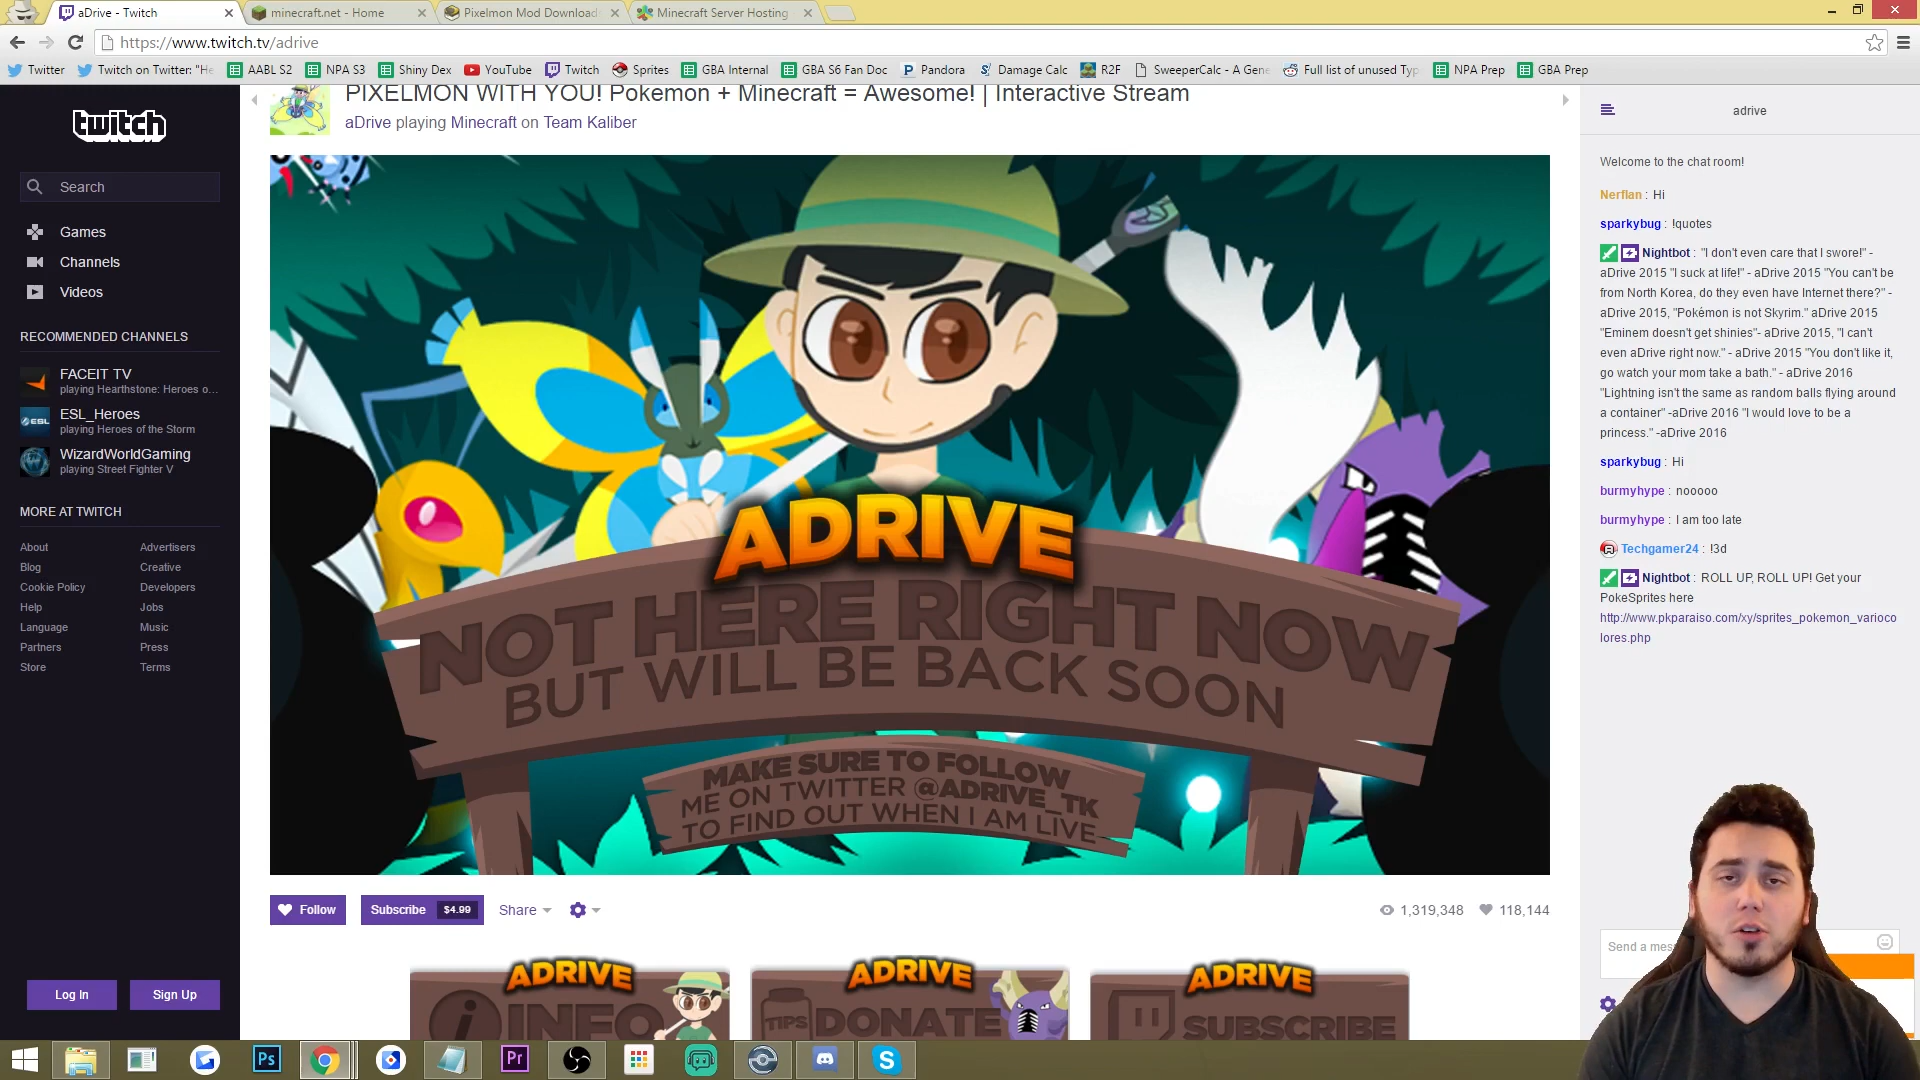 aDrive - Twitch
minecraft.net - Home
Pixelmon Mod Download
Minecraft Server Hosting
https://www.twitch.tv/adrive
Twitter
Twitch on Twitter: "He
AABL S2
NPA S3
Shiny Dex
YouTube
Twitch
Sprites
GBA Internal
GBA S6 Fan Doc
Pandora
Damage Calc
R2F
SweeperCalc - A Gene
Full list of unused Typ
NPA Prep
GBA Prep
twitch
Search
Games
Channels
Videos
RECOMMENDED CHANNELS
FACEIT TV
playing Hearthstone: Heroes o...
ESL_Heroes
playing Heroes of the Storm
WizardWorldGaming
playing Street Fighter V
MORE AT TWITCH
About
Advertisers
Blog
Creative
Cookie Policy
Developers
Help
Jobs
Language
Music
Partners
Press
Store
Terms
Log In
Sign Up
PIXELMON WITH YOU! Pokemon + Minecraft = Awesome! | Interactive Stream
aDrive playing Minecraft on Team Kaliber
ADRIVE
NOT HERE RIGHT NOW
BUT WILL BE BACK SOON
MAKE SURE TO FOLLOW
ME ON TWITTER @ADRIVE_TK
TO FIND OUT WHEN I AM LIVE
Follow
Subscribe $4.99
Share
1,319,348
118,144
ADRIVE
INFO
ADRIVE
TIPS DONATE
ADRIVE
SUBSCRIBE
adrive
Welcome to the chat room!
Nerflan : Hi
sparkybug : !quotes
Nightbot : "I don't even care that I swore!" -
aDrive 2015 "I suck at life!" - aDrive 2015 "You can't be
from North Korea, do they even have Internet there?" -
aDrive 2015, "Pokémon is not Skyrim." aDrive 2015
"Eminem doesn't get shinies"- aDrive 2015, "I can't
even aDrive right now." - aDrive 2015 "You don't like it,
go watch your mom take a bath." - aDrive 2016
"Lightning isn't the same as random balls flying around
a container" -aDrive 2016 "I would love to be a
princess." -aDrive 2016
sparkybug : Hi
burmyhype : nooooo
burmyhype : I am too late
Techgamer24 : !3d
Nightbot : ROLL UP, ROLL UP! Get your
PokeSprites here
http://www.pkparaiso.com/xy/sprites_pokemon_varioco
lores.php
Send a mes
Ps
Pr
S